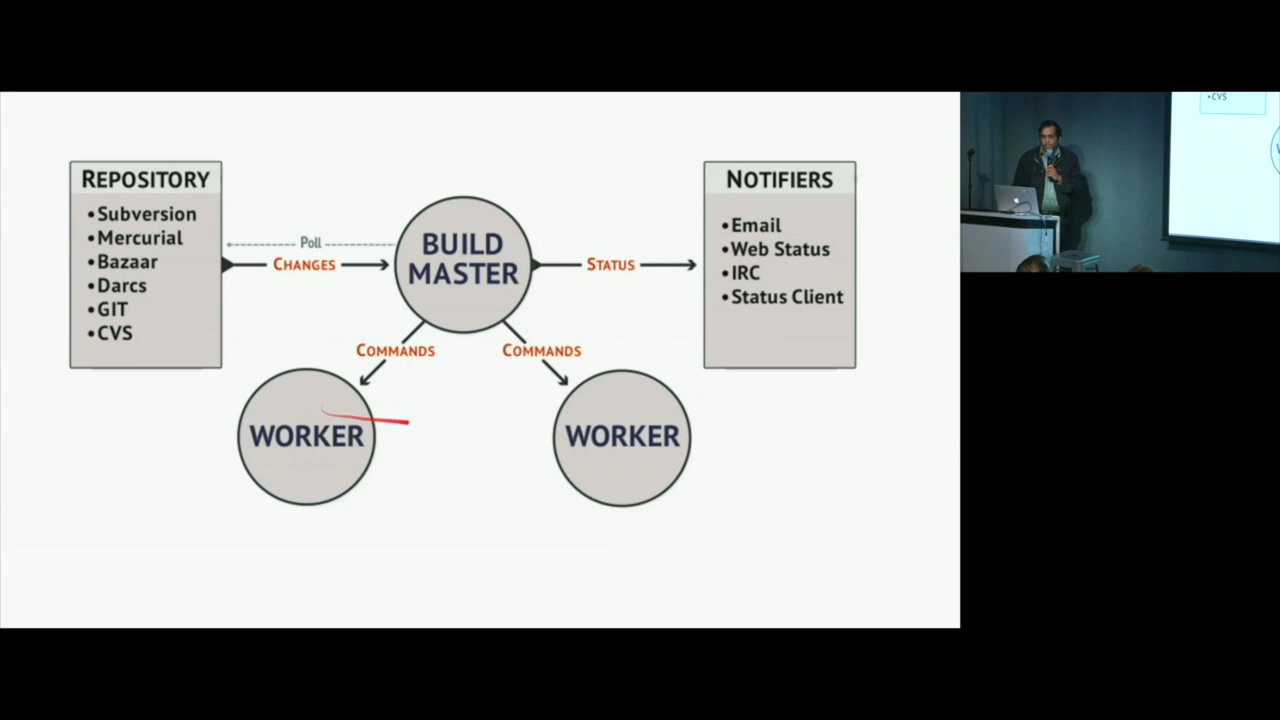 REPOSITORY
•Subversion
•Mercurial
•Bazaar
•Darcs
•GIT
•CVS
Poll
CHANGES
BUILD
MASTER
STATUS
NOTIFIERS
•Email
•Web Status
•IRC
•Status Client
COMMANDS
COMMANDS
WORKER
WORKER
•CVS